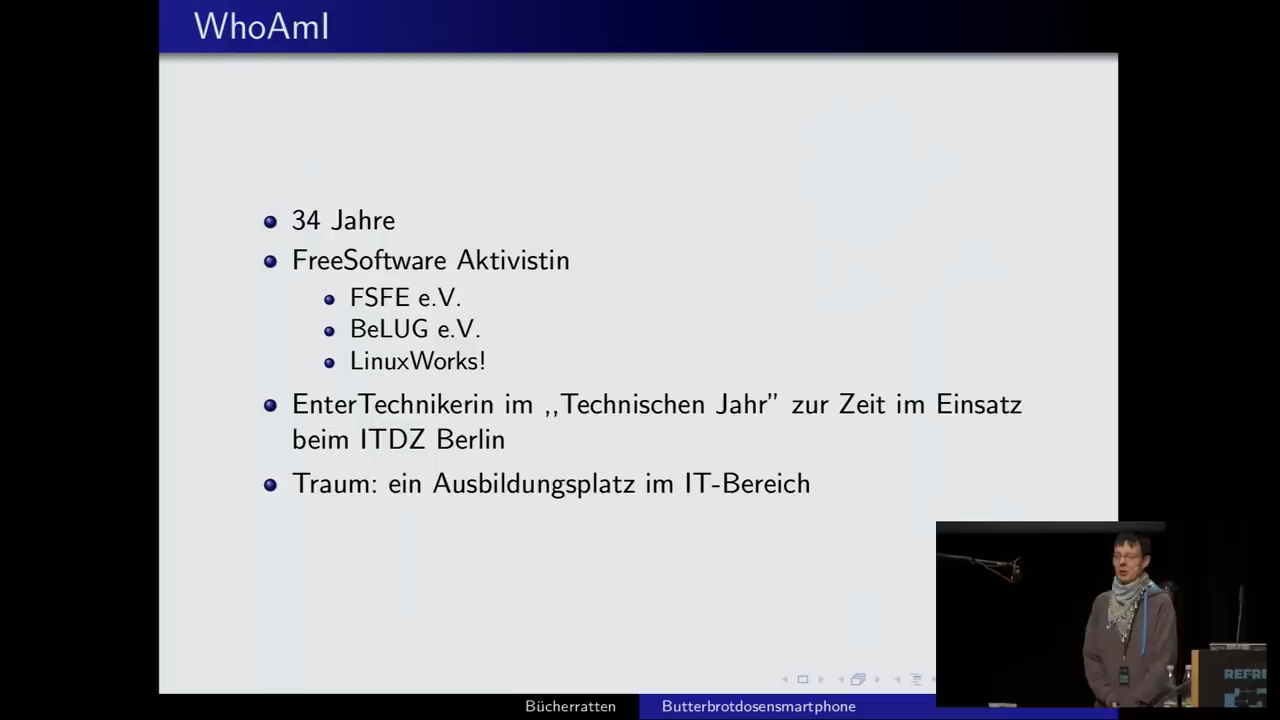 WhoAmI
34 Jahre
FreeSoftware Aktivistin
FSFE e.V.
BeLUG e.V.
LinuxWorks!
EnterTechnikerin im ,,Technischen Jahr” zur Zeit im Einsatz
beim ITDZ Berlin
Traum: ein Ausbildungsplatz im IT-Bereich
REFRE
Bücherratten
Butterbrotdosensmartphone